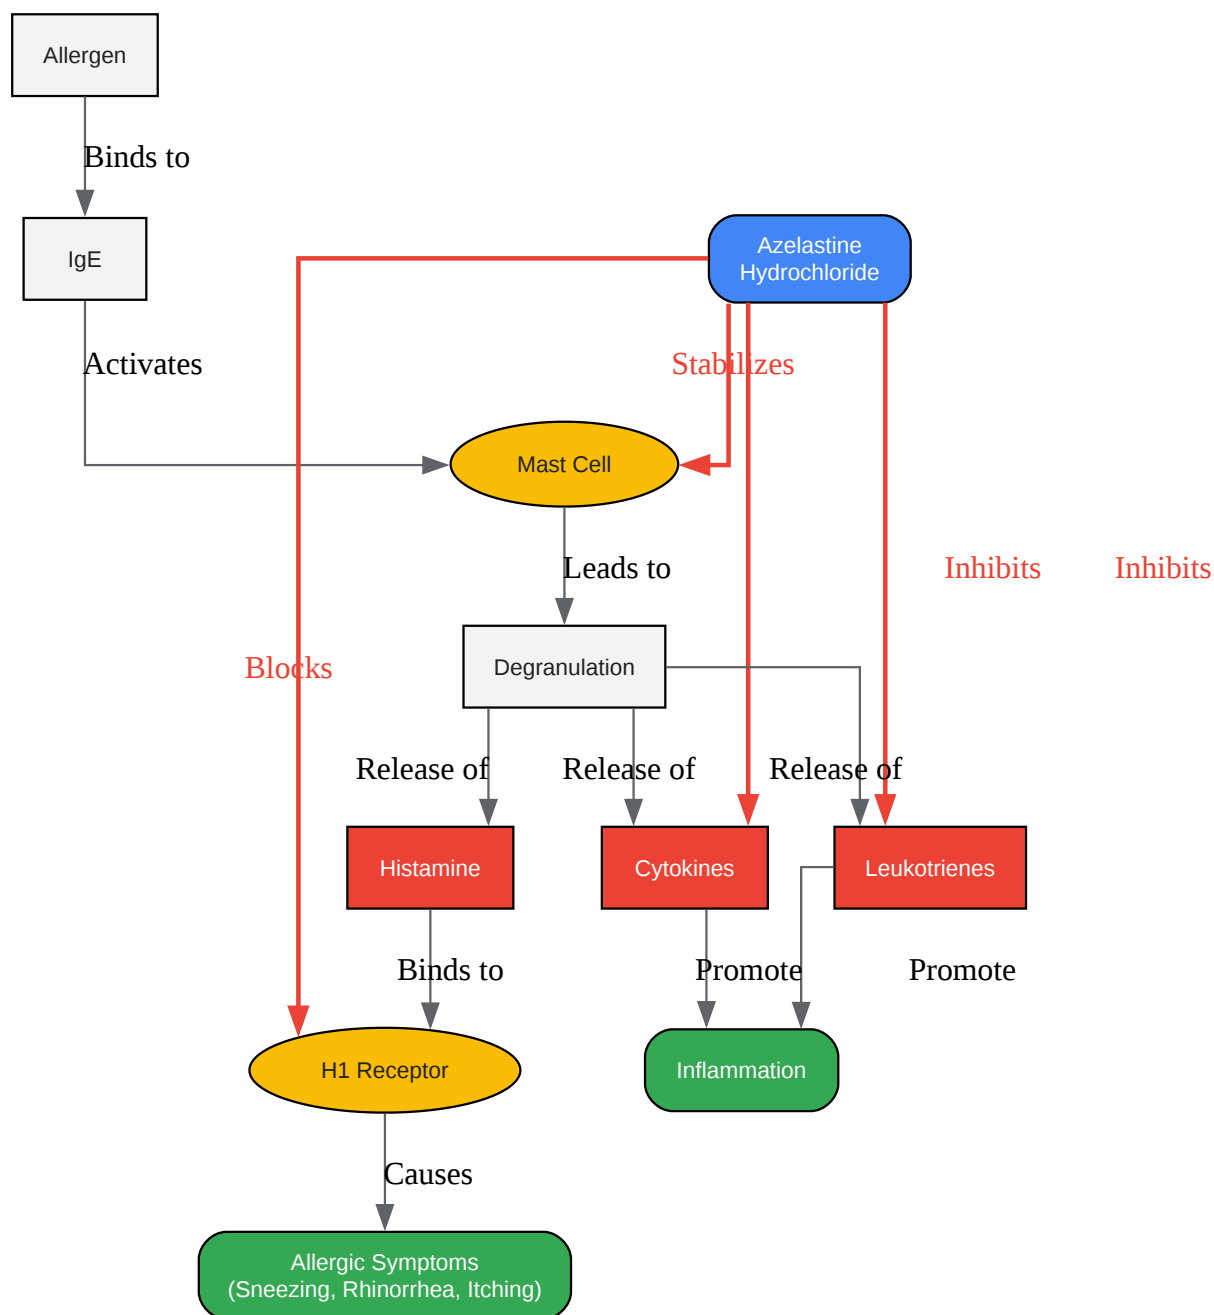 Allergen
Binds to
IgE
Azelastine
Hydrochloride
Activates
Stabilizes
Mast Cell
Leads to
Inhibits
Inhibits
Blocks
Degranulation
Release of
Release of
Release of
Histamine
Cytokines
Leukotrienes
Binds to
Promote
Promote
H1 Receptor
Inflammation
Causes
Allergic Symptoms
(Sneezing, Rhinorrhea, Itching)